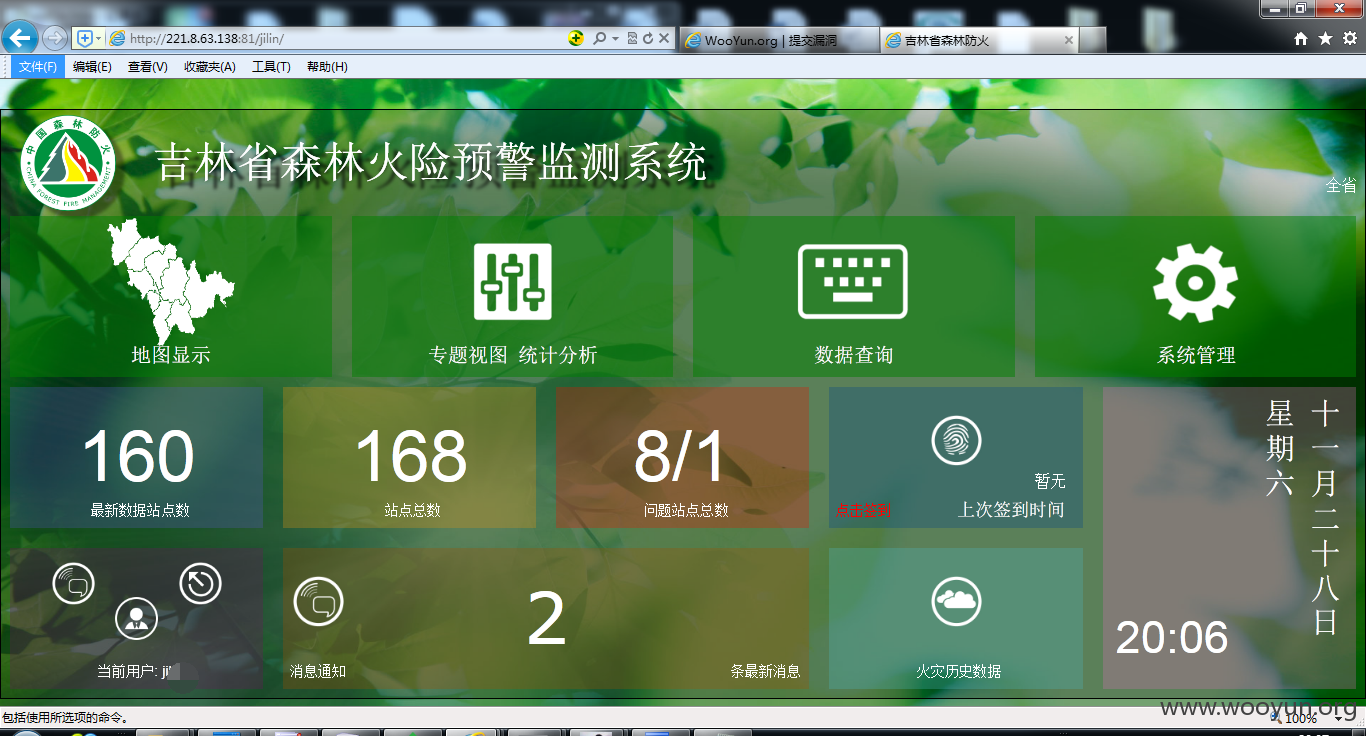 http://221.8.63.138:81/jilin/
WooYun.org | 提交漏洞
吉林省森林防火
文件(F) 编辑(E) 查看(V) 收藏夹(A) 工具(T) 帮助(H)
中国森林防火
CHINA FOREST FIRE MANAGEMENT
吉林省森林火险预警监测系统
全省
地图显示
专题视图 统计分析
数据查询
系统管理
160
最新数据站点数
168
站点总数
8/1
问题站点总数
暂无
点击签到
上次签到时间
十一月二十八日
星期六
20:06
当前用户: ji
消息通知
2
条最新消息
火灾历史数据
包括使用所选项的命令。
100%
www.wooyun.org